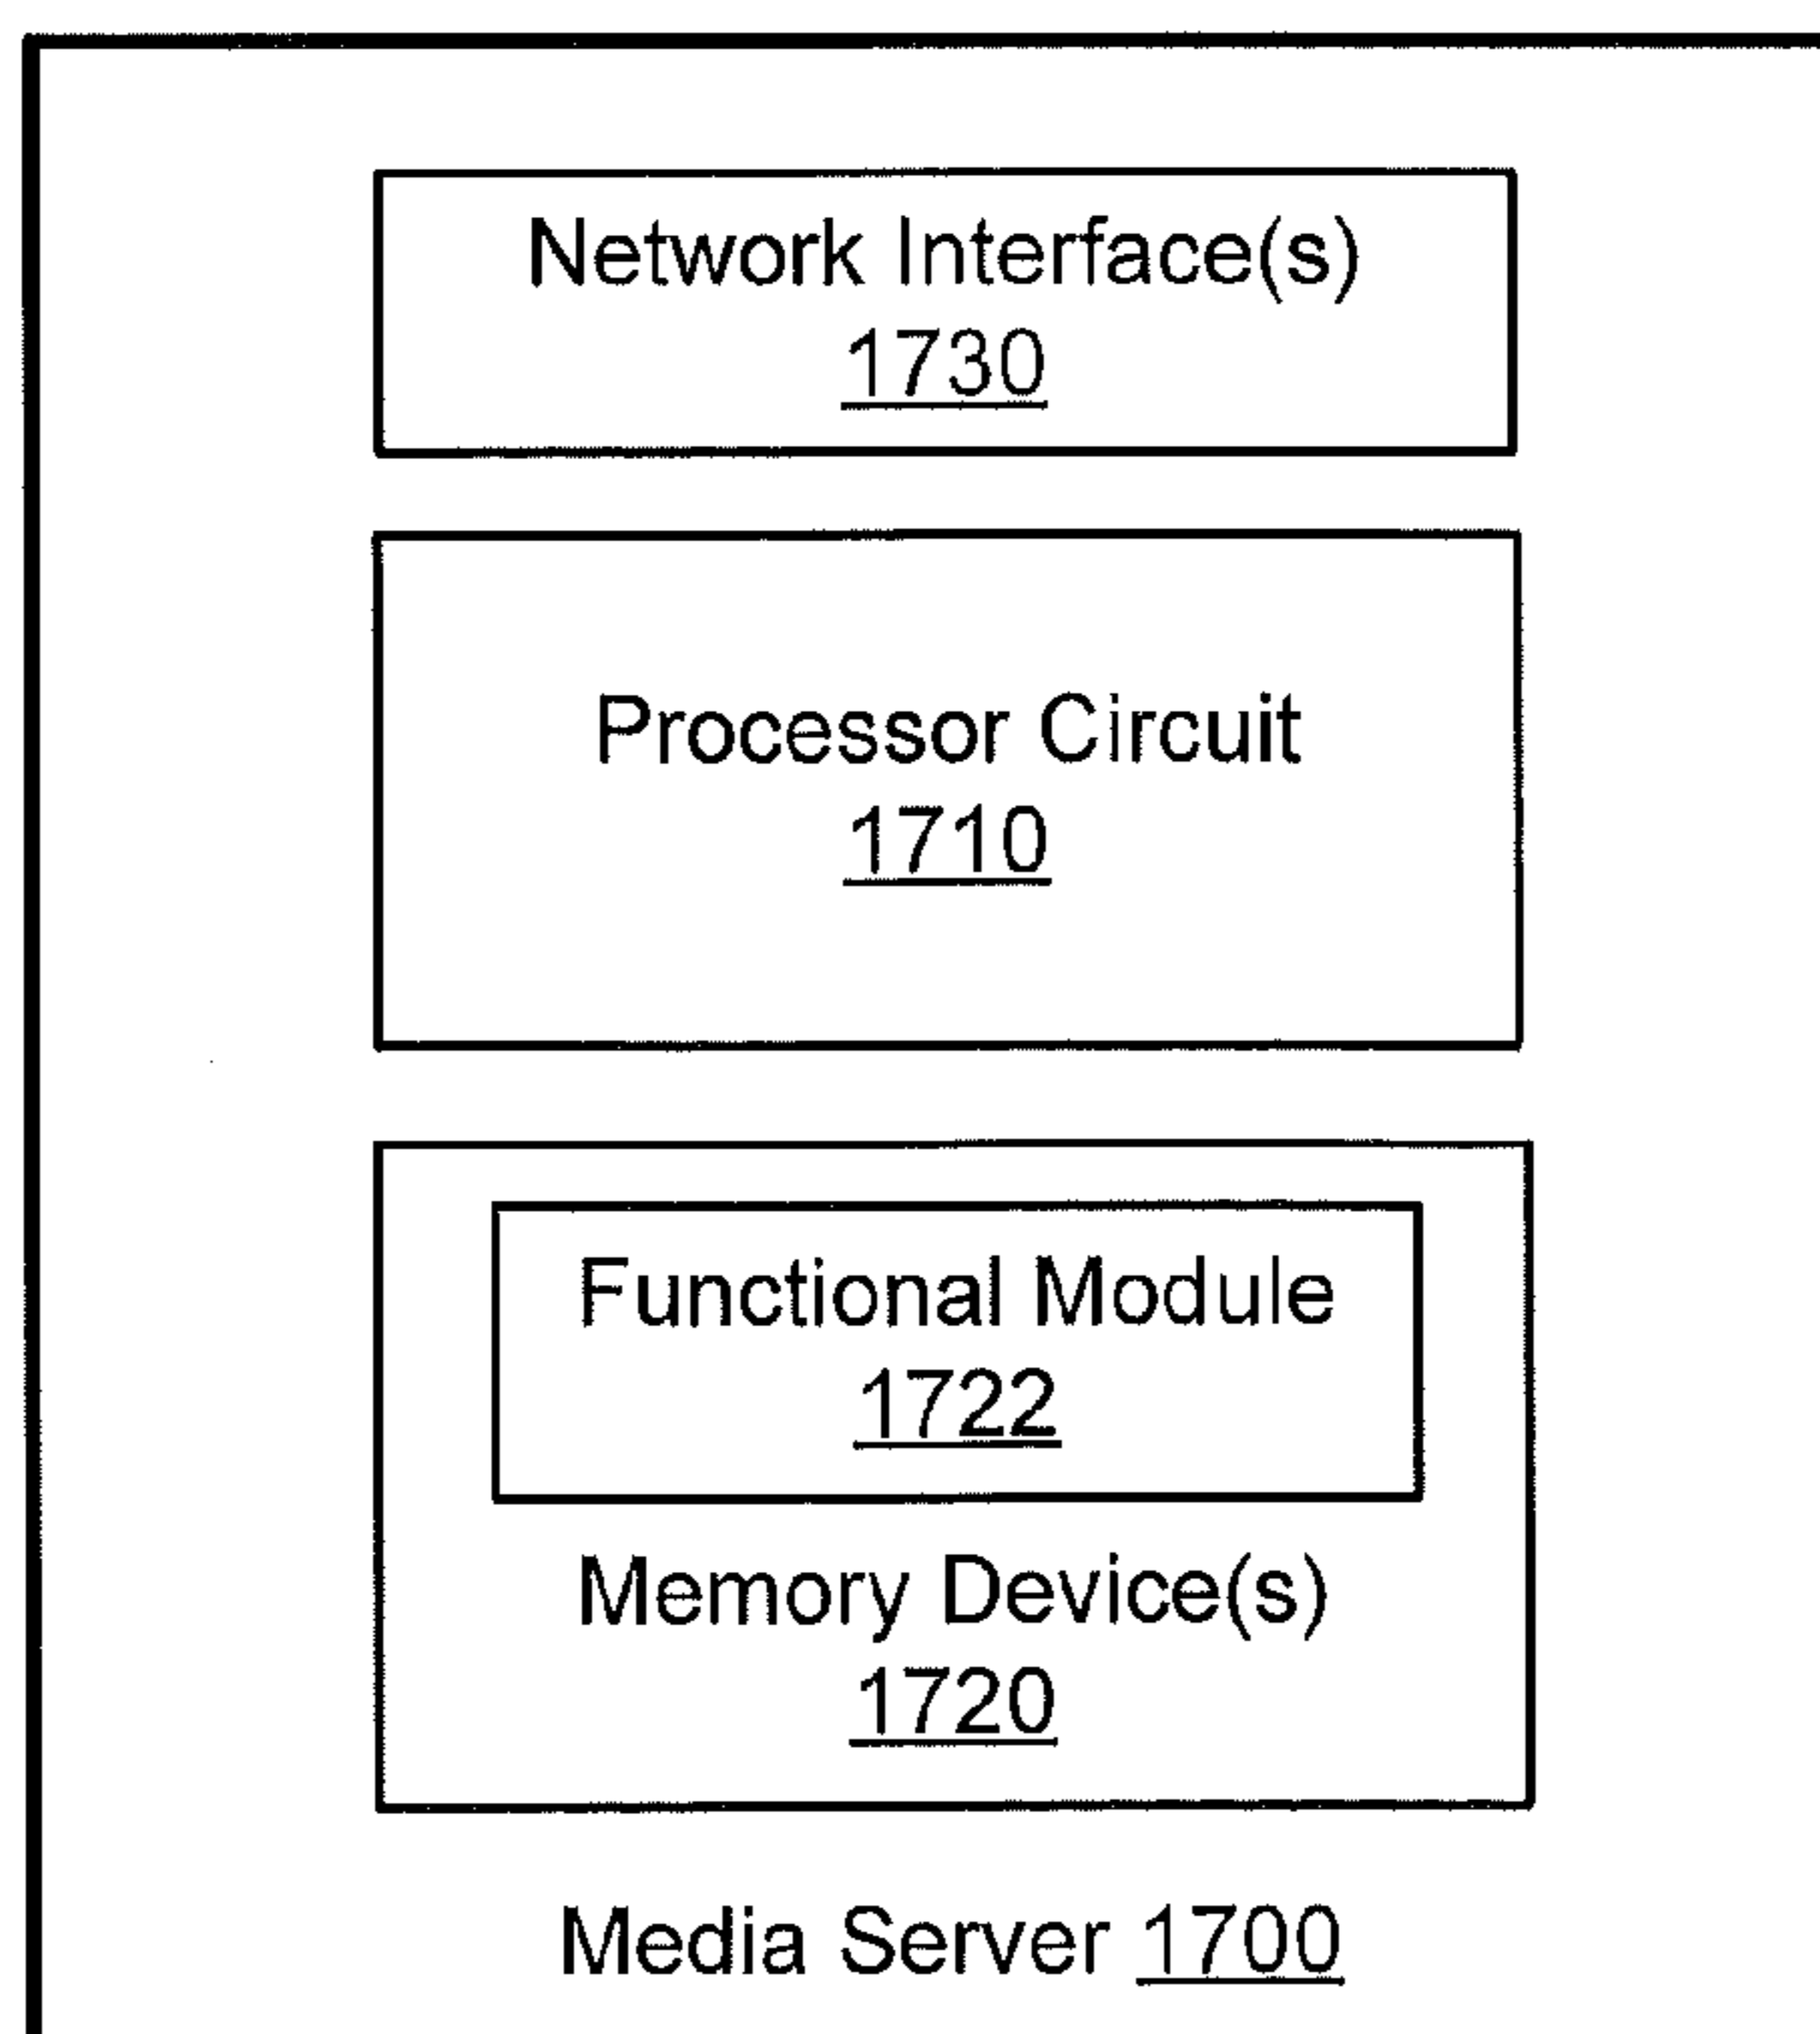 Network Interface(s)
1730
Processor Circuit
1710
Functional Module
1722
Memory Device(s)
1720
Media Server 1700